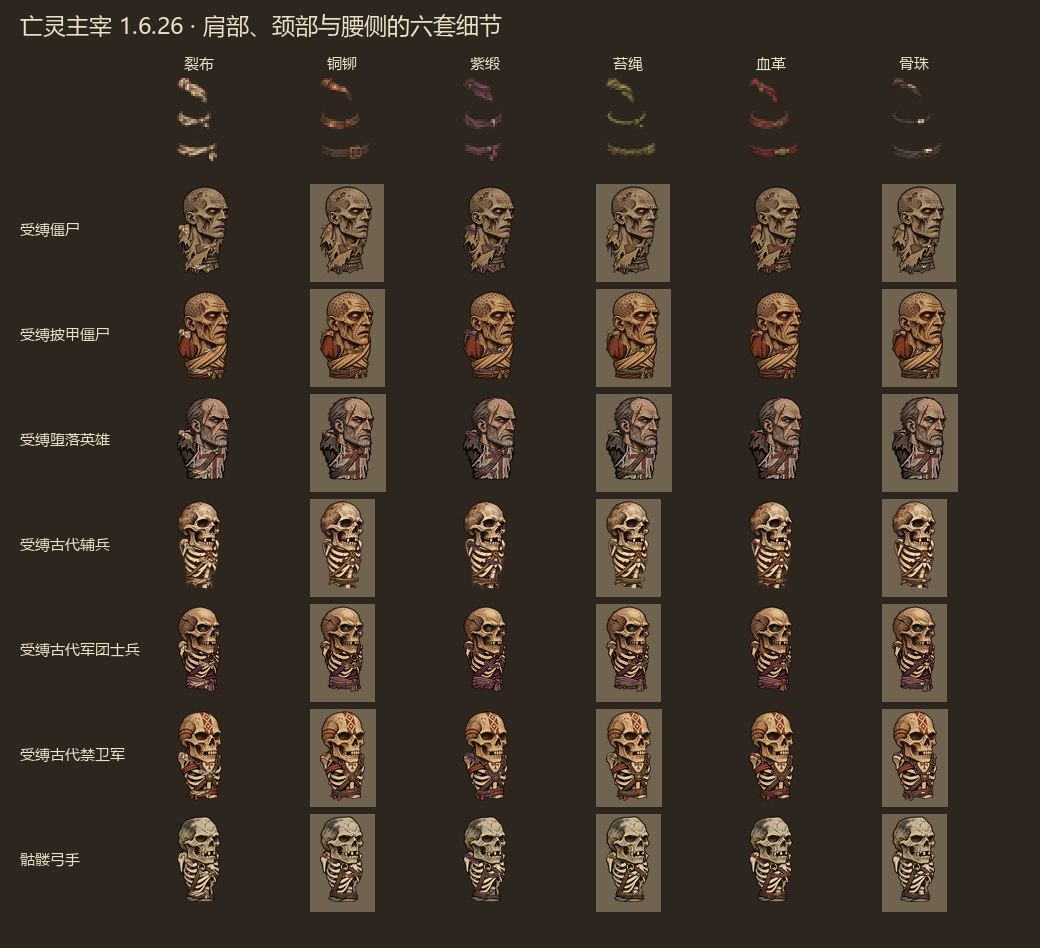 亡灵主宰 1.6.26 · 肩部、颈部与腰侧的六套细节
裂布 铜铆 紫缎 苔绳 血革 骨珠
受缚僵尸
受缚披甲僵尸
受缚堕落英雄
受缚古代辅兵
受缚古代军团士兵
受缚古代禁卫军
骷髅弓手